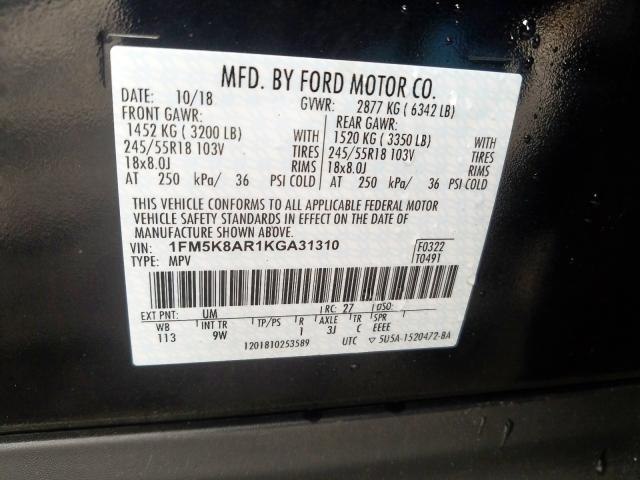 MFD. BY FORD MOTOR CO.
DATE: 10/18 GVWR: 2877 KG (6342 LB)
FRONT GAWR: REAR GAWR:
1452 KG (3200 LB) WITH 1520 KG (3350 LB) WITH
245/55R18 103V TIRES 245/55R18 103V TIRES
18x8.0J RIMS 18x8.0J RIMS
AT 250 kPa/ 36 PSI COLD AT 250 kPa/ 36 PSI COLD
THIS VEHICLE CONFORMS TO ALL APPLICABLE FEDERAL MOTOR
VEHICLE SAFETY STANDARDS IN EFFECT ON THE DATE OF
MANUFACTURE SHOWN ABOVE.
VIN: 1FM5K8AR1KGA31310 F0322
TYPE: MPV T0491
EXT PNT: UM RC: 27 DSO:
WB INT TR TP/PS R AXLE TR SPR
113 9W 1 3J C EEEE
1201810253589 UTC ▽ 5U5A-1520472-BA